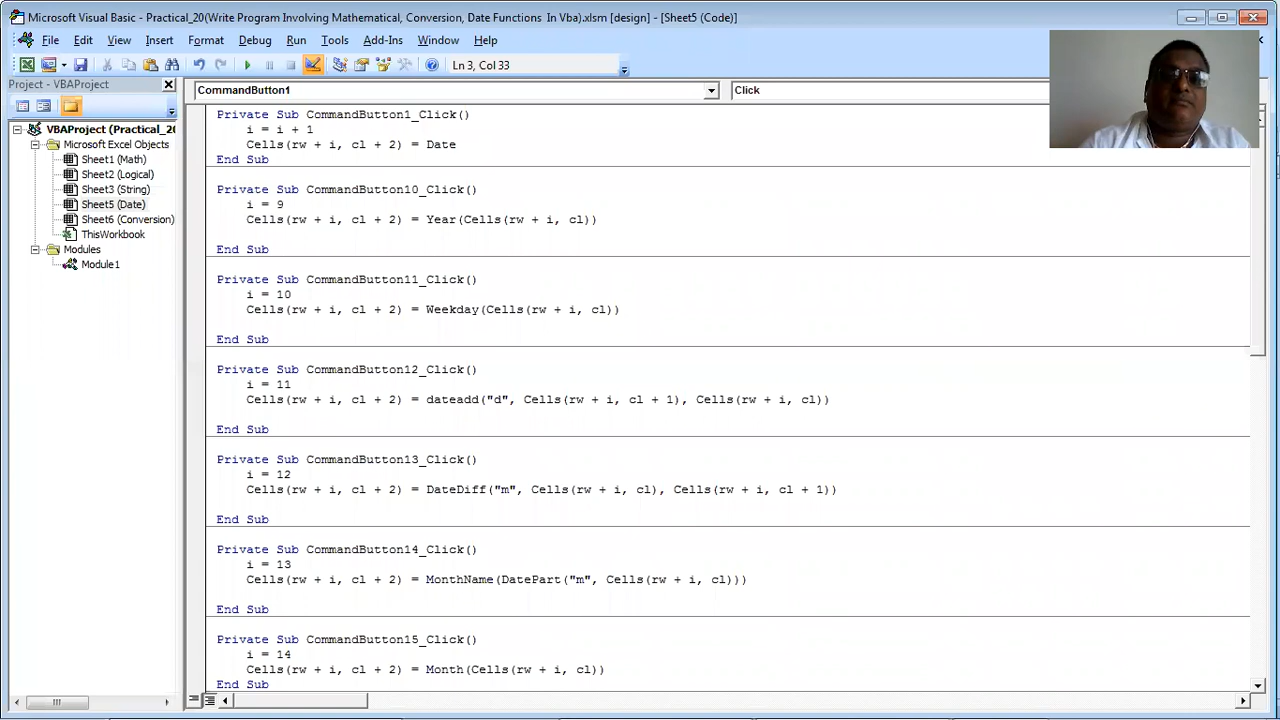 Microsoft Visual Basic - Practical_20(Write Program Involving Mathematical, Conversion, Date Functions In Vba).xlsm [design] - [Sheet5 (Code)]
File Edit View Insert Format Debug Run Tools Add-Ins Window Help
Ln 3, Col 33
Project - VBAProject
CommandButton1
Click
VBAProject (Practical_20
Microsoft Excel Objects
Sheet1 (Math)
Sheet2 (Logical)
Sheet3 (String)
Sheet5 (Date)
Sheet6 (Conversion)
ThisWorkbook
Modules
Module1
Private Sub CommandButton1_Click()
i = i + 1
Cells(rw + i, cl + 2) = Date
End Sub
Private Sub CommandButton10_Click()
i = 9
Cells(rw + i, cl + 2) = Year(Cells(rw + i, cl))
End Sub
Private Sub CommandButton11_Click()
i = 10
Cells(rw + i, cl + 2) = Weekday(Cells(rw + i, cl))
End Sub
Private Sub CommandButton12_Click()
i = 11
Cells(rw + i, cl + 2) = dateadd("d", Cells(rw + i, cl + 1), Cells(rw + i, cl))
End Sub
Private Sub CommandButton13_Click()
i = 12
Cells(rw + i, cl + 2) = DateDiff("m", Cells(rw + i, cl), Cells(rw + i, cl + 1))
End Sub
Private Sub CommandButton14_Click()
i = 13
Cells(rw + i, cl + 2) = MonthName(DatePart("m", Cells(rw + i, cl)))
End Sub
Private Sub CommandButton15_Click()
i = 14
Cells(rw + i, cl + 2) = Month(Cells(rw + i, cl))
End Sub